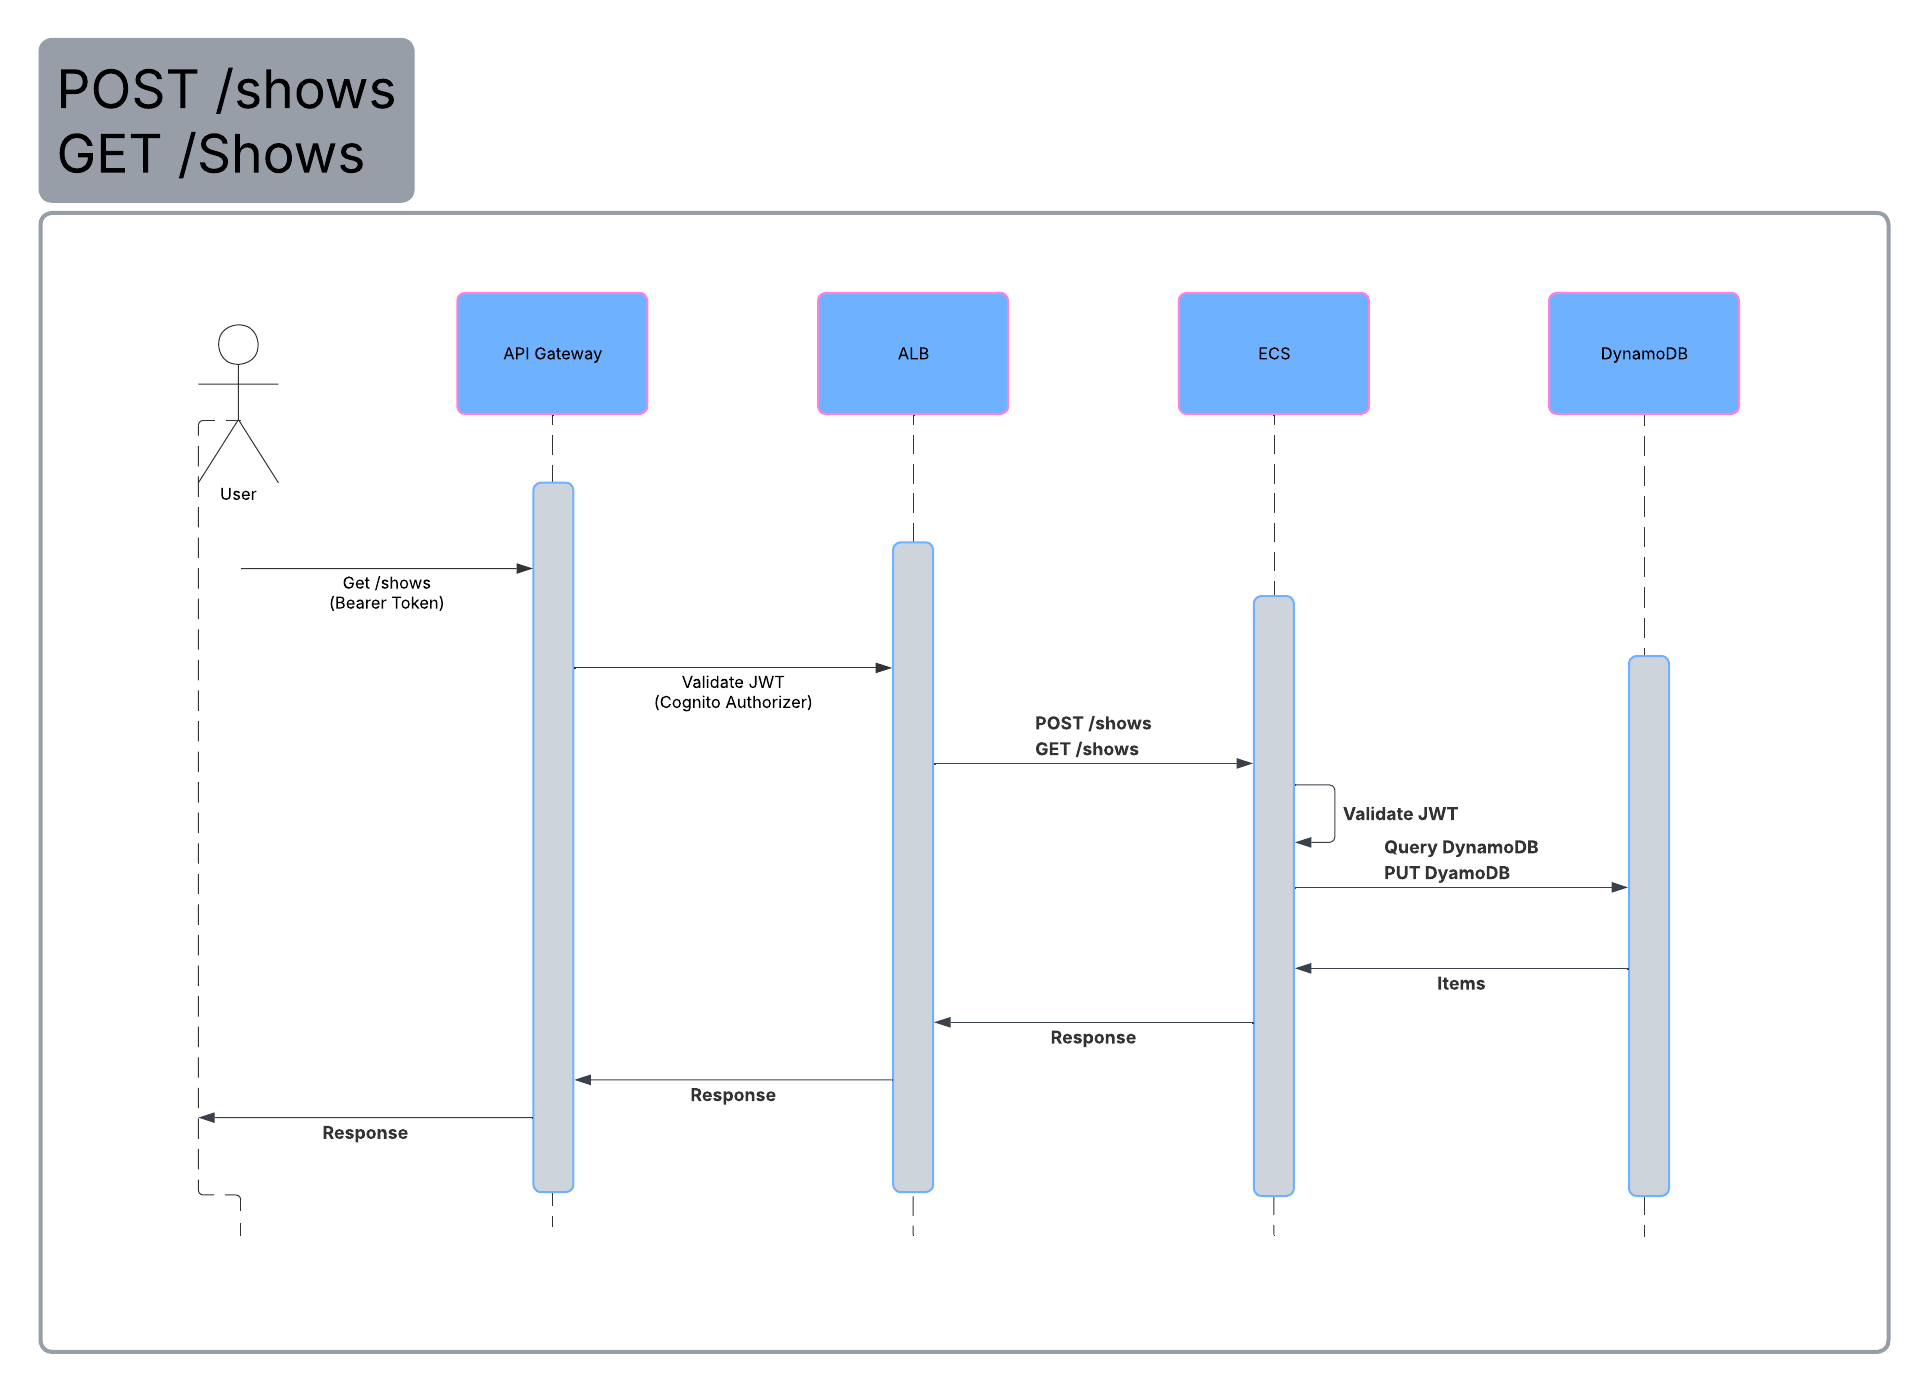 POST /shows
GET /Shows
API Gateway
ALB
ECS
DynamoDB
User
Get /shows
(Bearer Token)
Validate JWT
(Cognito Authorizer)
POST /shows
GET /shows
Validate JWT
Query DynamoDB
PUT DyamoDB
Items
Response
Response
Response